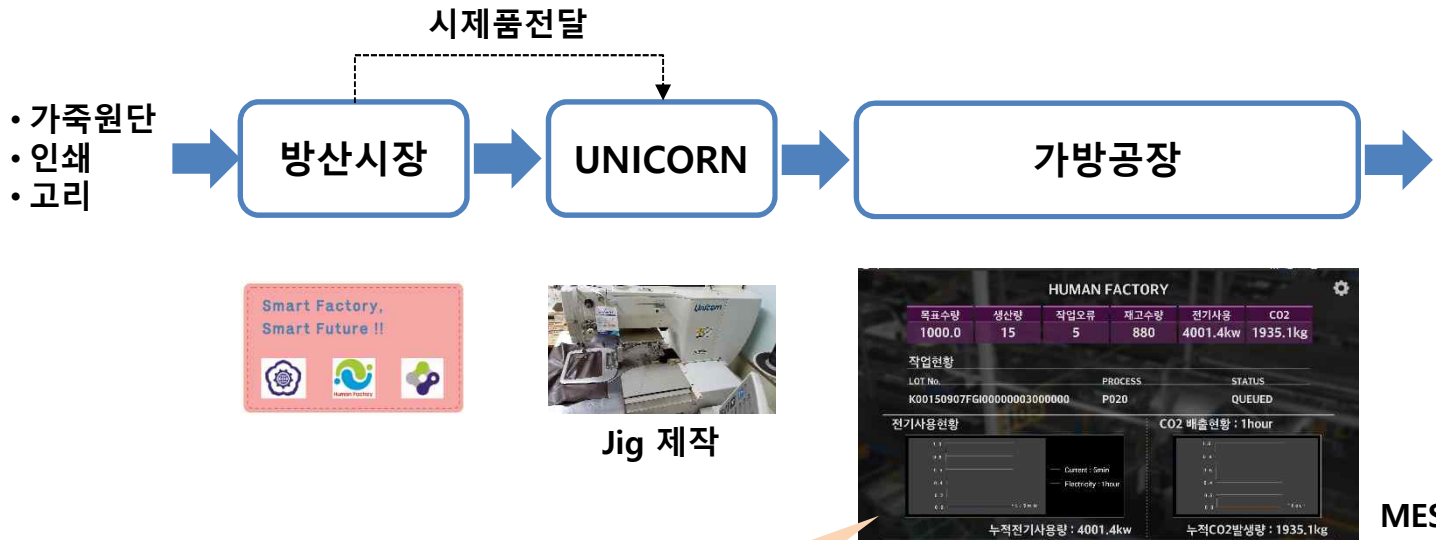 시제품전달
• 가죽원단
• 인쇄
• 고리
방산시장
UNICORN
가방공장
Smart Factory,
Smart Future !!
Human Factory
Unicorn
Jig 제작
HUMAN FACTORY
목표수량 생산량 작업오류 재고수량 전기사용 CO2
1000.0 15 5 880 4001.4kw 1935.1kg
작업현황
LOT No. PROCESS STATUS
K00150907FGI00000003000000 P020 QUEUED
전기사용현황 CO2 배출현황 : 1hour
Current : 5min
Electricity : 1hour
누적전기사용량 : 4001.4kw 누적CO2발생량 : 1935.1kg
MES